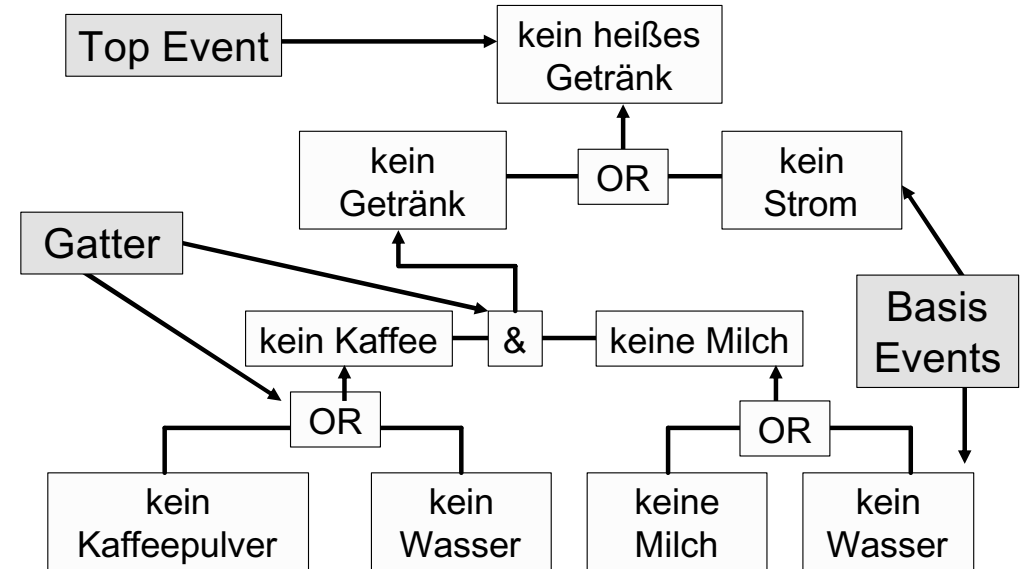 Top Event
kein heißes
Getränk
kein
Getränk
OR
kein
Strom
Gatter
Basis
Events
kein Kaffee
&
keine Milch
OR
OR
kein
Kaffeepulver
kein
Wasser
keine
Milch
kein
Wasser